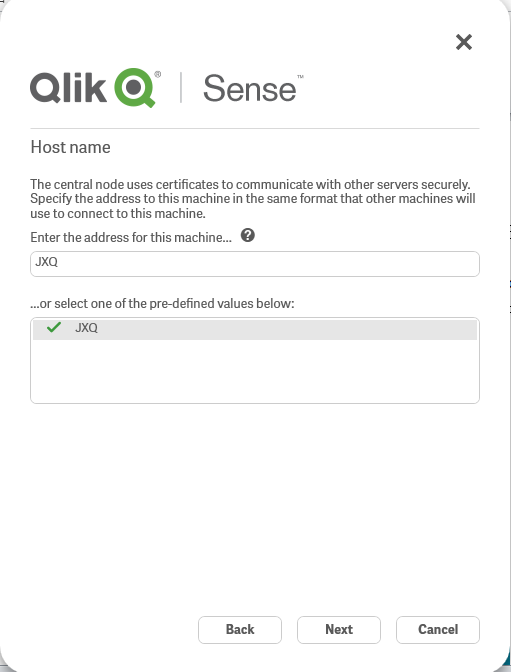 Qlik Q® | Sense™
Host name
The central node uses certificates to communicate with other servers securely.
Specify the address to this machine in the same format that other machines will
use to connect to this machine.
Enter the address for this machine... ?
JXQ
...or select one of the pre-defined values below:
JXQ
Back Next Cancel